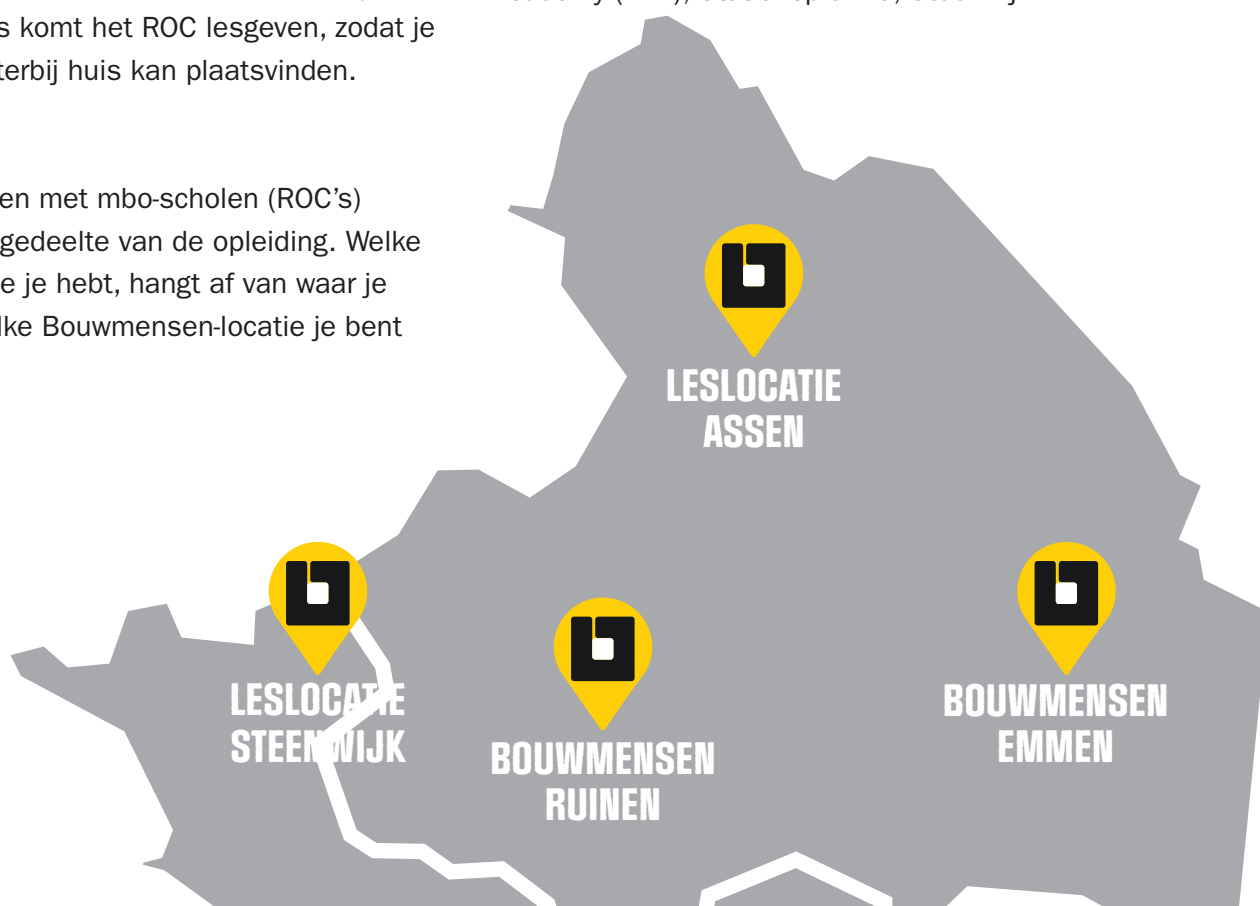 s komt het ROC lesgeven, zodat je
terbij huis kan plaatsvinden.
en met mbo-scholen (ROC's)
gedeelte van de opleiding. Welke
e je hebt, hangt af van waar je
lke Bouwmensen-locatie je bent
LESLOCATIE
ASSEN
LESLOCATIE
STEENWIJK
BOUWMENSEN
RUINEN
BOUWMENSEN
EMMEN